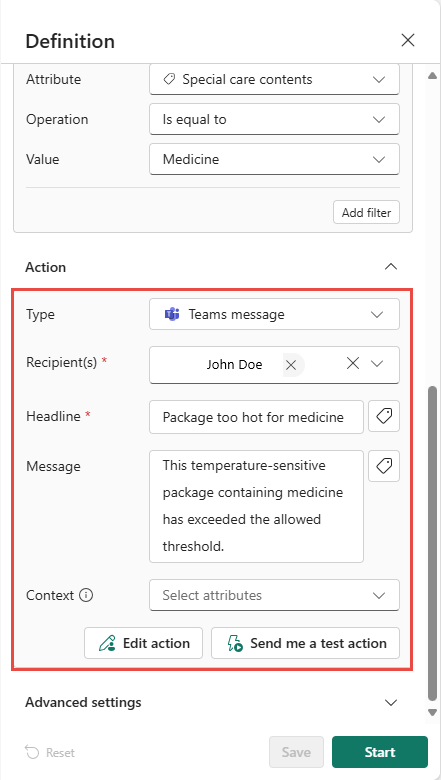 Definition
Attribute Special care contents
Operation Is equal to
Value Medicine
Add filter
Action
Type Teams message
Recipient(s) * John Doe
Headline * Package too hot for medicine
Message This temperature-sensitive
package containing medicine
has exceeded the allowed
threshold.
Context Select attributes
Edit action Send me a test action
Advanced settings
Reset Save Start